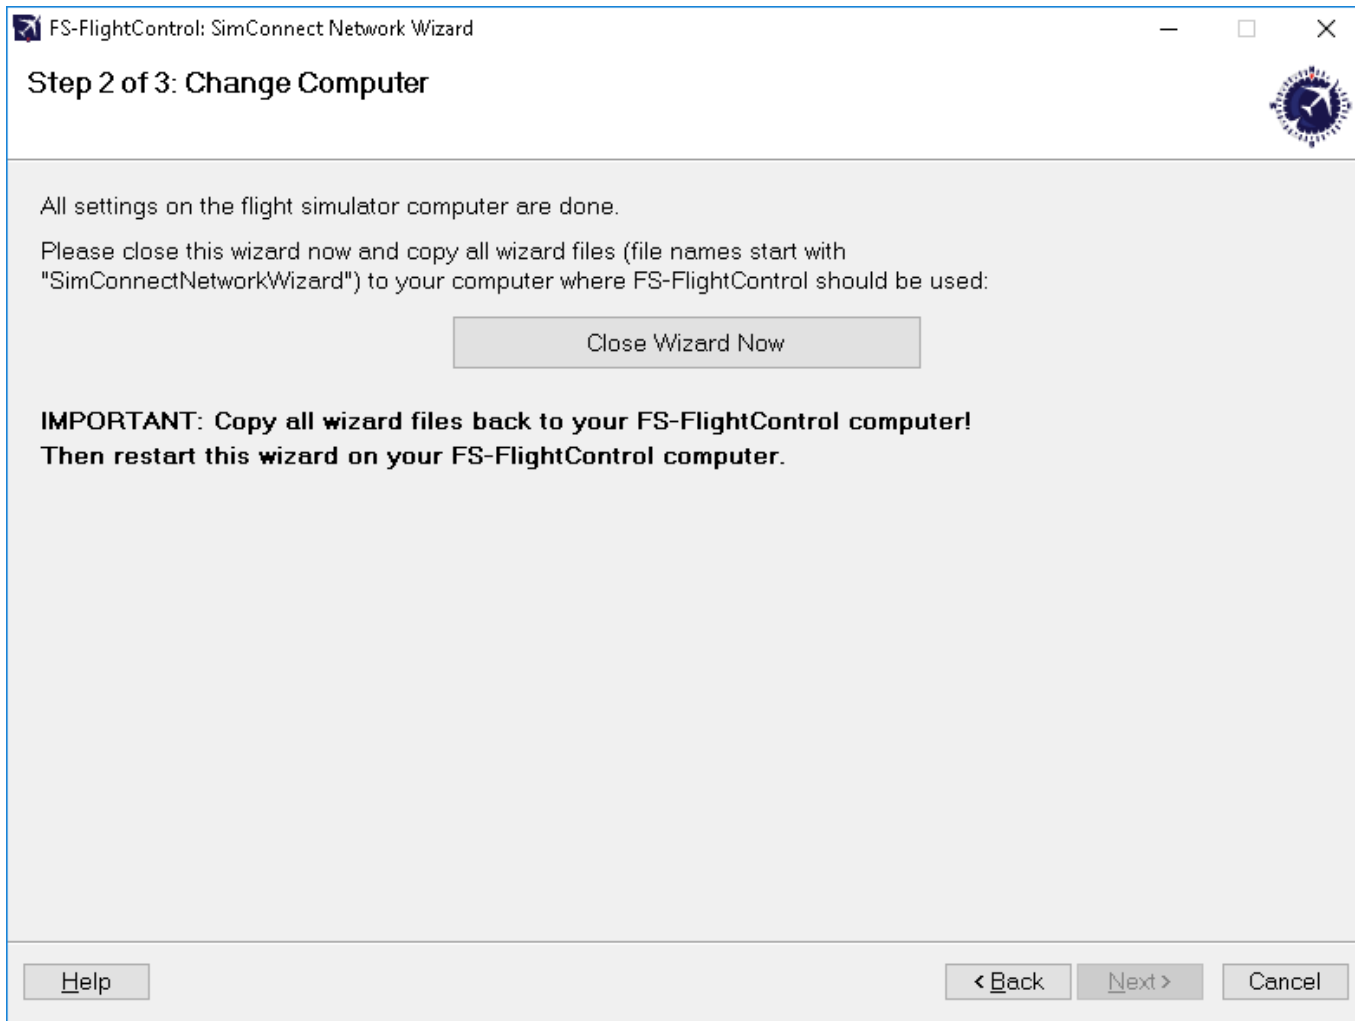 FS-FlightControl: SimConnect Network Wizard
Step 2 of 3: Change Computer
All settings on the flight simulator computer are done.
Please close this wizard now and copy all wizard files (file names start with
"SimConnectNetworkWizard") to your computer where FS-FlightControl should be used:
Close Wizard Now
IMPORTANT: Copy all wizard files back to your FS-FlightControl computer!
Then restart this wizard on your FS-FlightControl computer.
Help
< Back
Next >
Cancel